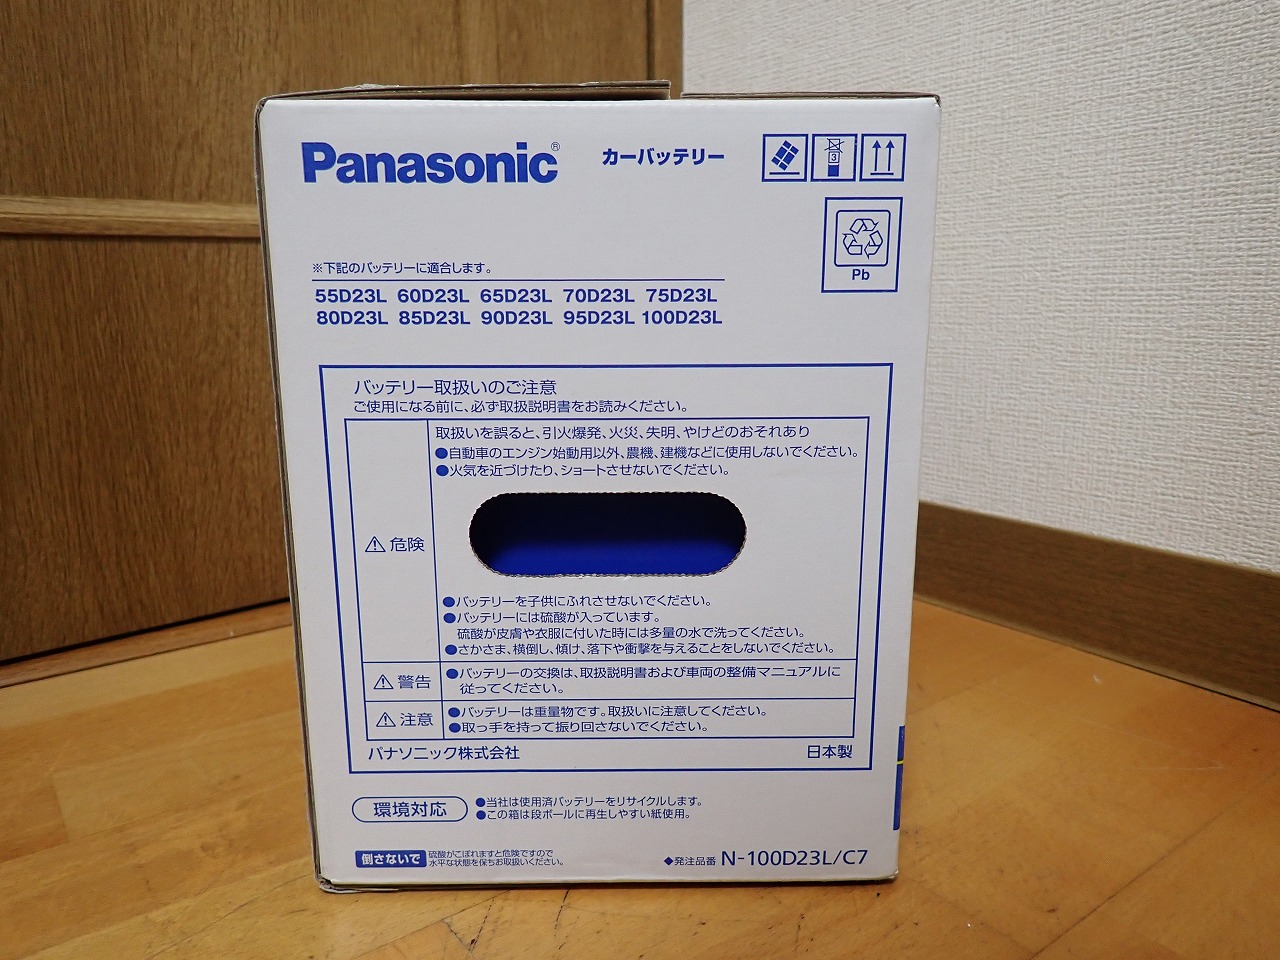 Panasonic®
カーバッテリー
3
Pb
※下記のバッテリーに適合します。
55D23L 60D23L 65D23L 70D23L 75D23L
80D23L 85D23L 90D23L 95D23L 100D23L
バッテリー取扱いのご注意
ご使用になる前に、必ず取扱説明書をお読みください。
危険
取扱いを誤ると、引火爆発、火災、失明、やけどのおそれあり
●自動車のエンジン始動用以外、農機、建機などに使用しないでください。
●火気を近づけたり、ショートさせないでください。
●バッテリーを子供にふれさせないでください。
●バッテリーには硫酸が入っています。
硫酸が皮膚や衣服に付いた時には多量の水で洗ってください。
●さかさま、横倒し、傾け、落下や衝撃を与えることをしないでください。
警告
●バッテリーの交換は、取扱説明書および車両の整備マニュアルに
従ってください。
注意
●バッテリーは重量物です。取扱いに注意してください。
●取っ手を持って振り回さないでください。
パナソニック株式会社
日本製
環境対応
●当社は使用済バッテリーをリサイクルします。
●この箱は段ボールに再生しやすい紙使用。
倒さないで
硫酸がこぼれますと危険ですので
水平な状態を保ちお取扱いください。
◆発注品番 N-100D23L/C7